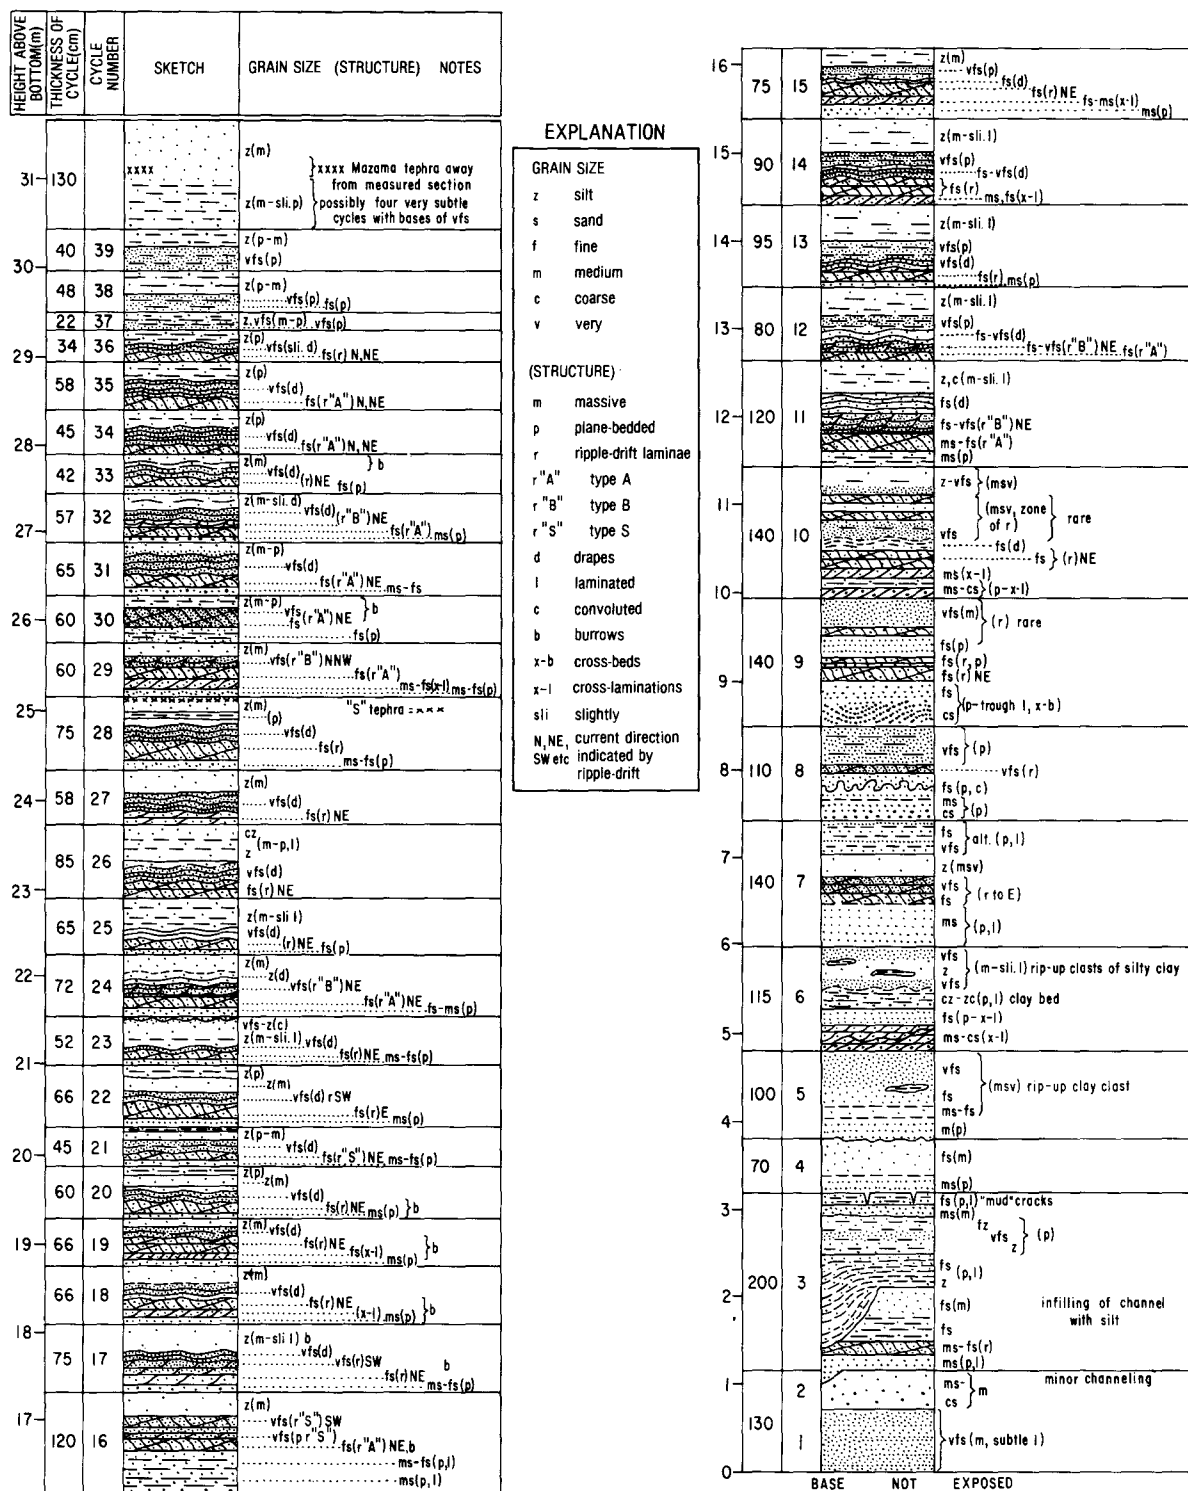 HEIGHT ABOVE BOTTOM(m)
THICKNESS OF CYCLE(cm)
CYCLE NUMBER
SKETCH
GRAIN SIZE (STRUCTURE) NOTES
31 130
xxxx
z(m)
xxxx Mazama tephra away
from measured section
z(m-sli.p)
possibly four very subtle
cycles with bases of vfs
40 39
z(p-m)
vfs(p)
30
48 38
z(p-m)
vfs(p) fs(p)
22 37
z,vfs(m-p) vfs(p)
34 36
z(p)
vfs(sli.d) fs(r) N,NE
29
58 35
z(p)
vfs(d)
fs(r"A")N,NE
45 34
z(p)
vfs(d)
fs(r"A")N,NE
28
42 33
z(m) b
vfs(d) (r)NE fs(p)
57 32
z(m-sli.d) vfs(d) (r"B")NE
fs(r"A") ms(p)
27
65 31
z(m-p)
vfs(d)
fs(r"A")NE ms-fs
26
60 30
z(m-p)
vfs
fs(r"A")NE b
fs(p)
60 29
z(m)
vfs(r"B")NNW
fs(r"A")
ms-fs(x-l) ms-fs(p)
25
75 28
z(m) "S" tephra = xxx
(p)
vfs(d)
fs(r)
ms-fs(p)
24
58 27
z(m)
vfs(d)
fs(r)NE
85 26
cz
z (m-p,l)
vfs(d)
fs(r)NE
23
65 25
z(m-sli l)
vfs(d)
(r)NE fs(p)
22
72 24
z(m)
z(d)
vfs(r"B")NE
fs(r"A")NE fs-ms(p)
52 23
vfs-z(c)
z(m-sli.l) vfs(d)
fs(r)NE ms-fs(p)
21
66 22
z(p)
z(m)
vfs(d) rSW
fs(r)E ms(p)
20
45 21
z(p-m)
vfs(d)
fs(r"S")NE ms-fs(p)
60 20
z(p)
z(m)
vfs(d)
fs(r)NE ms(p) b
19
66 19
z(m) vfs(d)
fs(r)NE fs(x-l) ms(p) b
66 18
z(m)
vfs(d)
fs(r)NE (x-l) ms(p) b
18
75 17
z(m-sli l) b
vfs(d)
vfs(r)SW b
fs(r)NE
ms-fs(p)
17
120 16
z(m)
vfs(r"S")SW
vfs(p r"S")
fs(r"A")NE,b
ms-fs(p,l)
ms(p,l)
EXPLANATION
GRAIN SIZE
z silt
s sand
f fine
m medium
c coarse
v very
(STRUCTURE)
m massive
p plane-bedded
r ripple-drift laminae
r"A" type A
r"B" type B
r"S" type S
d drapes
l laminated
c convoluted
b burrows
x-b cross-beds
x-l cross-laminations
sli slightly
N,NE, current direction
SW etc indicated by
ripple-drift
16
75 15
z(m)
vfs(p)
fs(d)
fs(r)NE
fs-ms(x-l)
ms(p)
15
90 14
z(m-sli.l)
vfs(p)
fs-vfs(d)
fs(r)
ms,fs(x-l)
14
95 13
z(m-sli.l)
vfs(p)
vfs(d)
fs(r) ms(p)
13
80 12
z(m-sli.l)
vfs(p)
fs-vfs(d)
fs-vfs(r"B")NE fs(r"A")
12
120 11
z,c(m-sli.l)
fs(d)
fs-vfs(r"B")NE
ms-fs(r"A")
ms(p)
11
140 10
z-vfs (msv)
(msv, zone
of r) rare
vfs
fs(d)
fs (r)NE
ms(x-l)
ms-cs (p-x-l)
10
140 9
vfs(m) (r) rare
fs(p)
fs(r,p)
fs(r)NE
9
fs
cs (p-trough l, x-b)
110 8
vfs (p)
8
vfs(r)
fs(p,c)
ms
cs (p)
140 7
fs
vfs alt. (p,l)
7
z(msv)
vfs
fs (r to E)
ms (p,l)
6
115 6
vfs
z (m-sli.l) rip-up clasts of silty clay
vfs
cz-zc(p,l) clay bed
fs(p-x-l)
5
ms-cs(x-l)
100 5
vfs
fs (msv) rip-up clay clast
ms-fs
4
m(p)
70 4
fs(m)
ms(p)
3
200 3
fs(p,l) "mud" cracks
ms(m)
fz
vfs (p)
z
fs
z (p,l)
2
fs(m) infilling of channel
with silt
fs
ms-fs(r)
ms(p,l)
1
2
minor channeling
ms-
cs m
130
1
vfs (m, subtle l)
0
BASE NOT EXPOSED